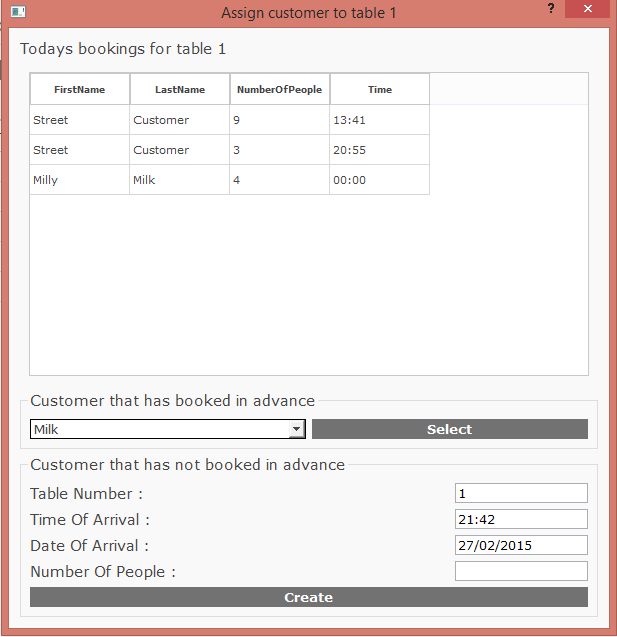 Assign customer to table 1
?
Todays bookings for table 1
FirstName LastName NumberOfPeople Time
Street Customer 9 13:41
Street Customer 3 20:55
Milly Milk 4 00:00
Customer that has booked in advance
Milk Select
Customer that has not booked in advance
Table Number : 1
Time Of Arrival : 21:42
Date Of Arrival : 27/02/2015
Number Of People :
Create